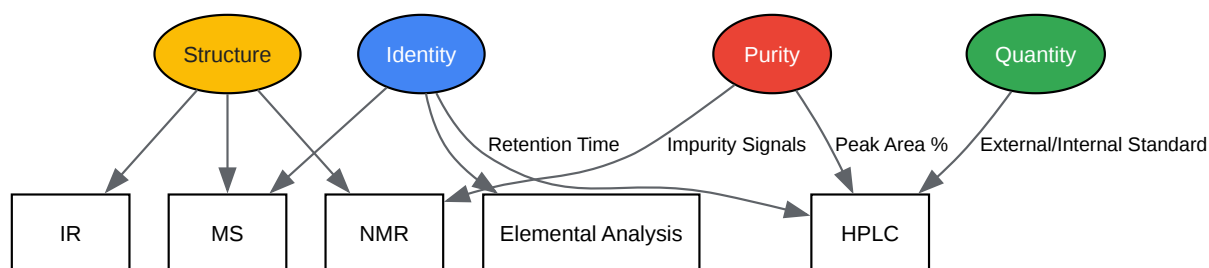 Structure
Identity
Purity
Quantity
Retention Time
Impurity Signals
Peak Area %
External/Internal Standard
IR
MS
NMR
Elemental Analysis
HPLC